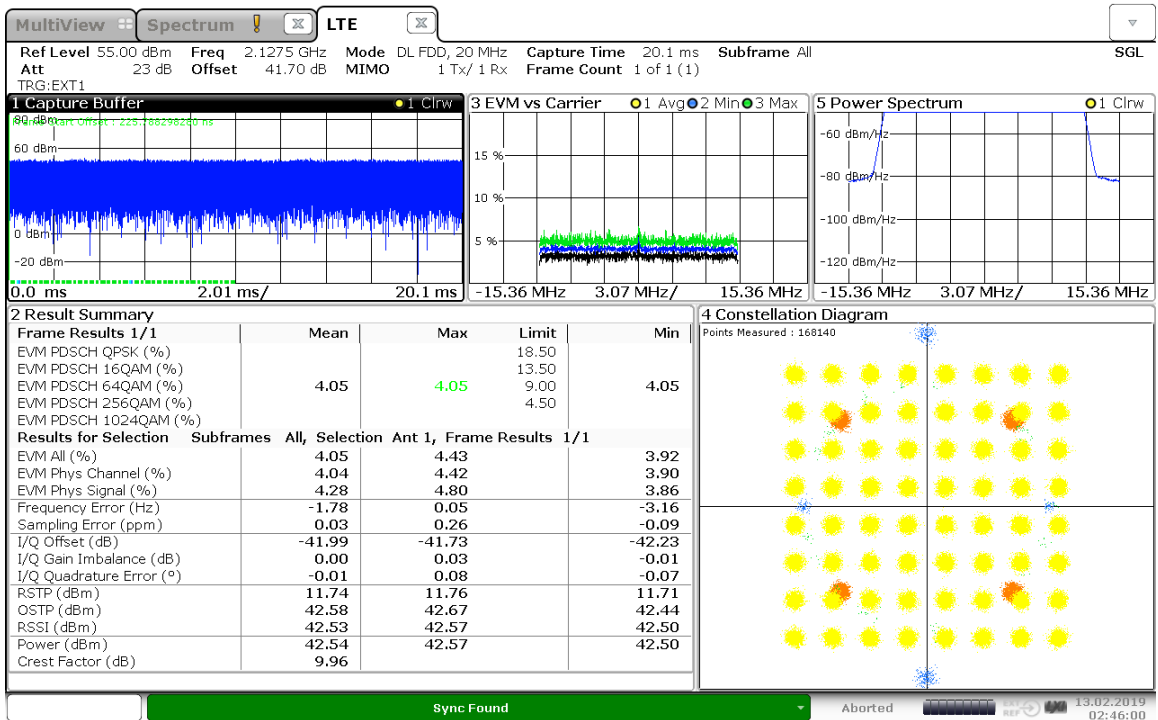 MultiView Spectrum LTE
Ref Level 55.00 dBm Freq 2.1275 GHz Mode DL FDD, 20 MHz Capture Time 20.1 ms Subframe All SGL
Att 23 dB Offset 41.70 dB MIMO 1 Tx/ 1 Rx Frame Count 1 of 1 (1)
TRG:EXT1
1 Capture Buffer 1 Clrw
80 dBm
60 dBm
0 dBm
-20 dBm
0.0 ms 2.01 ms/ 20.1 ms
3 EVM vs Carrier 1 Avg 2 Min 3 Max
15 %
10 %
5 %
-15.36 MHz 3.07 MHz/ 15.36 MHz
5 Power Spectrum 1 Clrw
-60 dBm/Hz
-80 dBm/Hz
-100 dBm/Hz
-120 dBm/Hz
-15.36 MHz 3.07 MHz/ 15.36 MHz
2 Result Summary
Frame Results 1/1 Mean Max Limit Min
EVM PDSCH QPSK (%) 18.50
EVM PDSCH 16QAM (%) 13.50
EVM PDSCH 64QAM (%) 4.05 4.05 9.00 4.05
EVM PDSCH 256QAM (%) 4.50
EVM PDSCH 1024QAM (%)
Results for Selection Subframes All, Selection Ant 1, Frame Results 1/1
EVM All (%) 4.05 4.43 3.92
EVM Phys Channel (%) 4.04 4.42 3.90
EVM Phys Signal (%) 4.28 4.80 3.86
Frequency Error (Hz) -1.78 0.05 -3.16
Sampling Error (ppm) 0.03 0.26 -0.09
I/Q Offset (dB) -41.99 -41.73 -42.23
I/Q Gain Imbalance (dB) 0.00 0.03 -0.01
I/Q Quadrature Error (°) -0.01 0.08 -0.07
RSTP (dBm) 11.74 11.76 11.71
OSTP (dBm) 42.58 42.67 42.44
RSSI (dBm) 42.53 42.57 42.50
Power (dBm) 42.54 42.57 42.50
Crest Factor (dB) 9.96
4 Constellation Diagram
Points Measured : 168140
Sync Found Aborted 13.02.2019
02:46:00